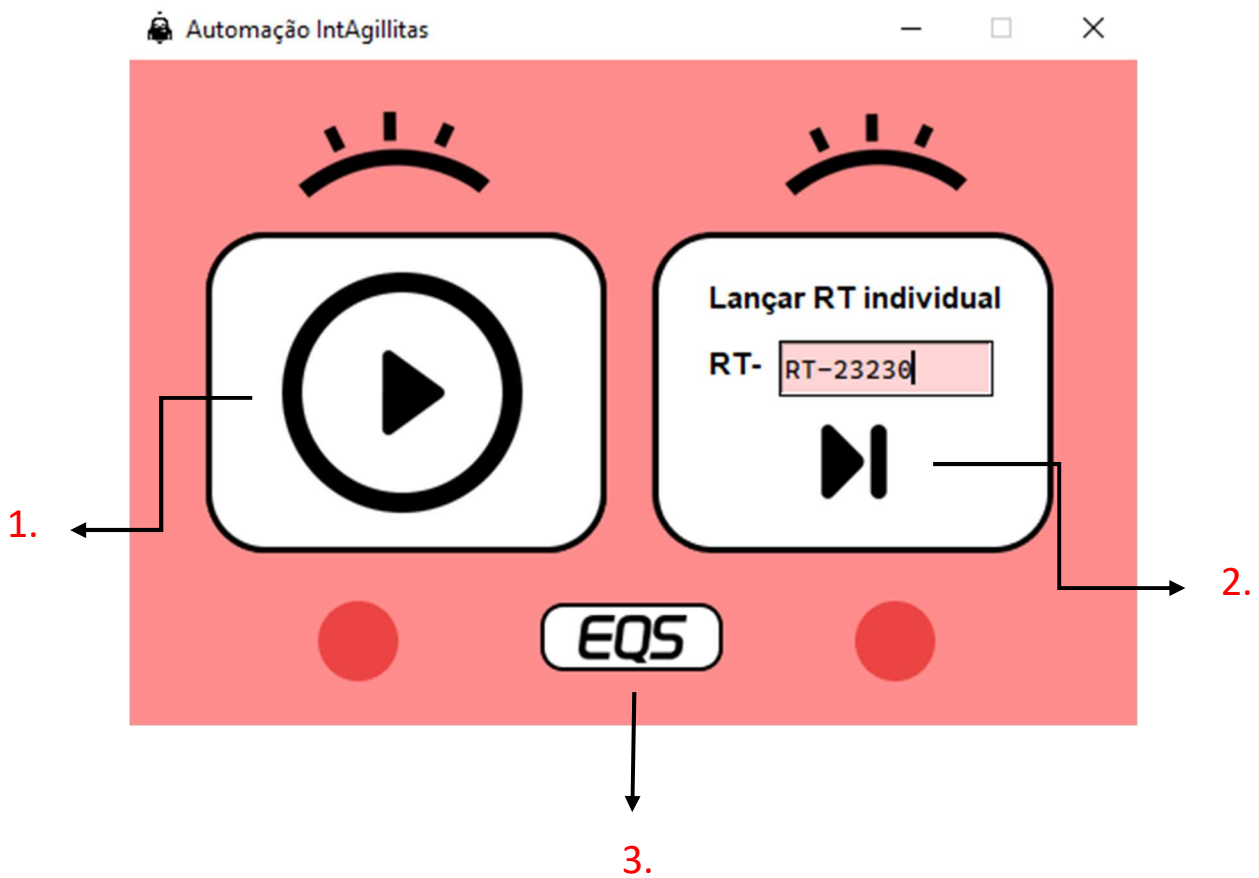 Automação IntAgillitas
Lançar RT individual
RT- RT-23230
1.
2.
EQS
3.